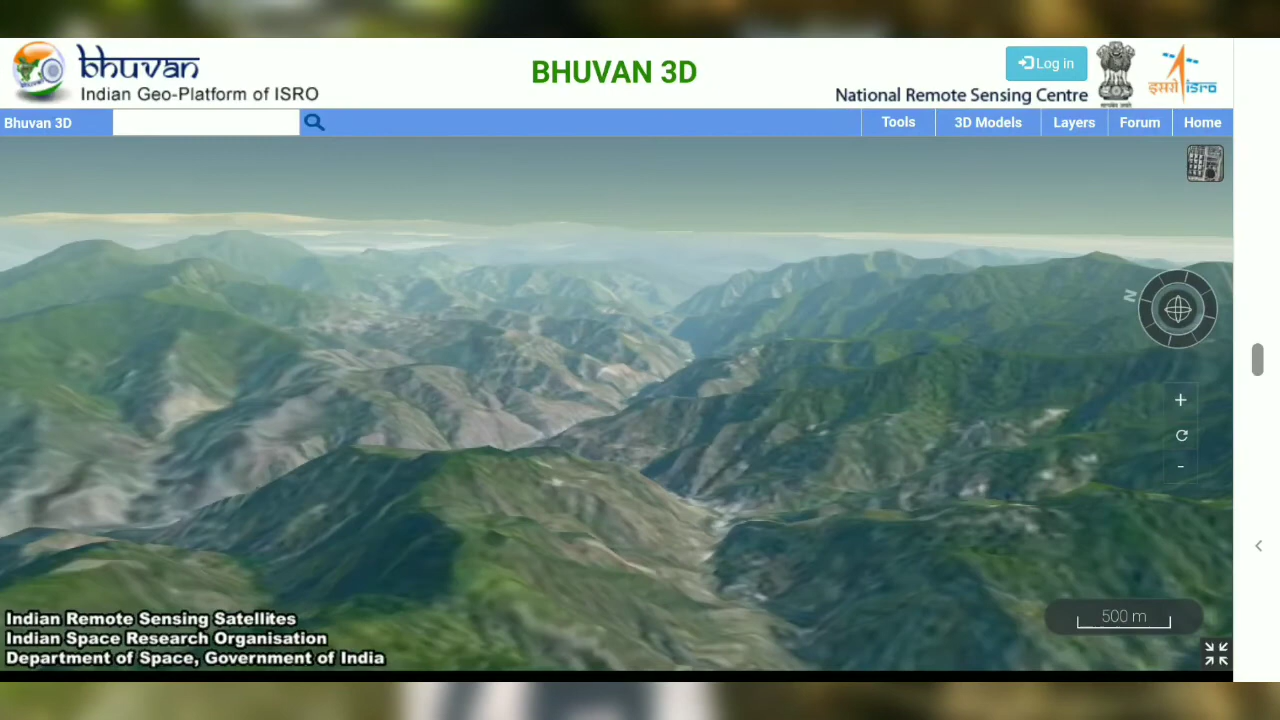 bhuvan
Indian Geo-Platform of ISRO
BHUVAN 3D
Log in
National Remote Sensing Centre
इसरो isro
Bhuvan 3D
Tools
3D Models
Layers
Forum
Home
N
+
-
500 m
Indian Remote Sensing Satellites
Indian Space Research Organisation
Department of Space, Government of India